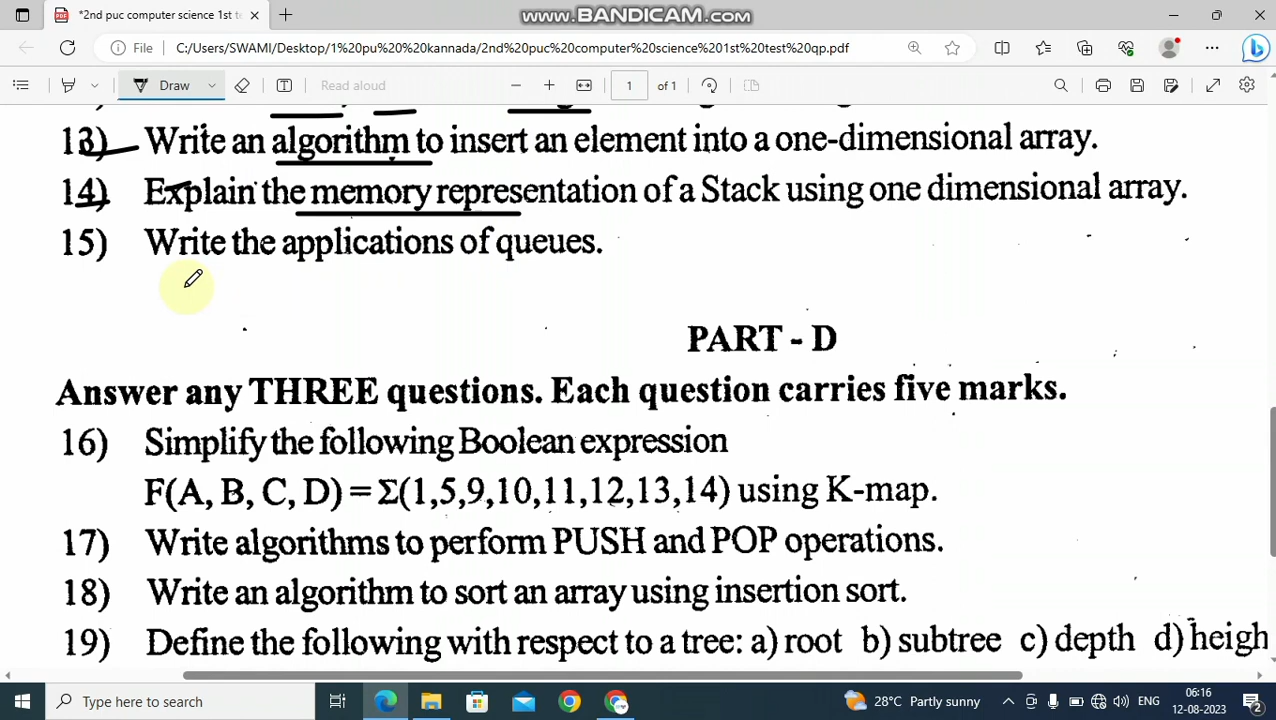 *2nd puc computer science 1st te
www.BANDICAM.com
File
C:/Users/SWAMI/Desktop/1%20pu%20%20kannada/2nd%20puc%20computer%20science%201st%20test%20qp.pdf
Draw
Read aloud
1
of 1
13) Write an algorithm to insert an element into a one-dimensional array.
14) Explain the memory representation of a Stack using one dimensional array.
15) Write the applications of queues.
PART - D
Answer any THREE questions. Each question carries five marks.
16) Simplify the following Boolean expression
F(A, B, C, D) = Σ(1,5,9,10,11,12,13,14) using K-map.
17) Write algorithms to perform PUSH and POP operations.
18) Write an algorithm to sort an array using insertion sort.
19) Define the following with respect to a tree: a) root b) subtree c) depth d) heigh
Type here to search
28°C Partly sunny
ENG
06:16
12-08-2023
2